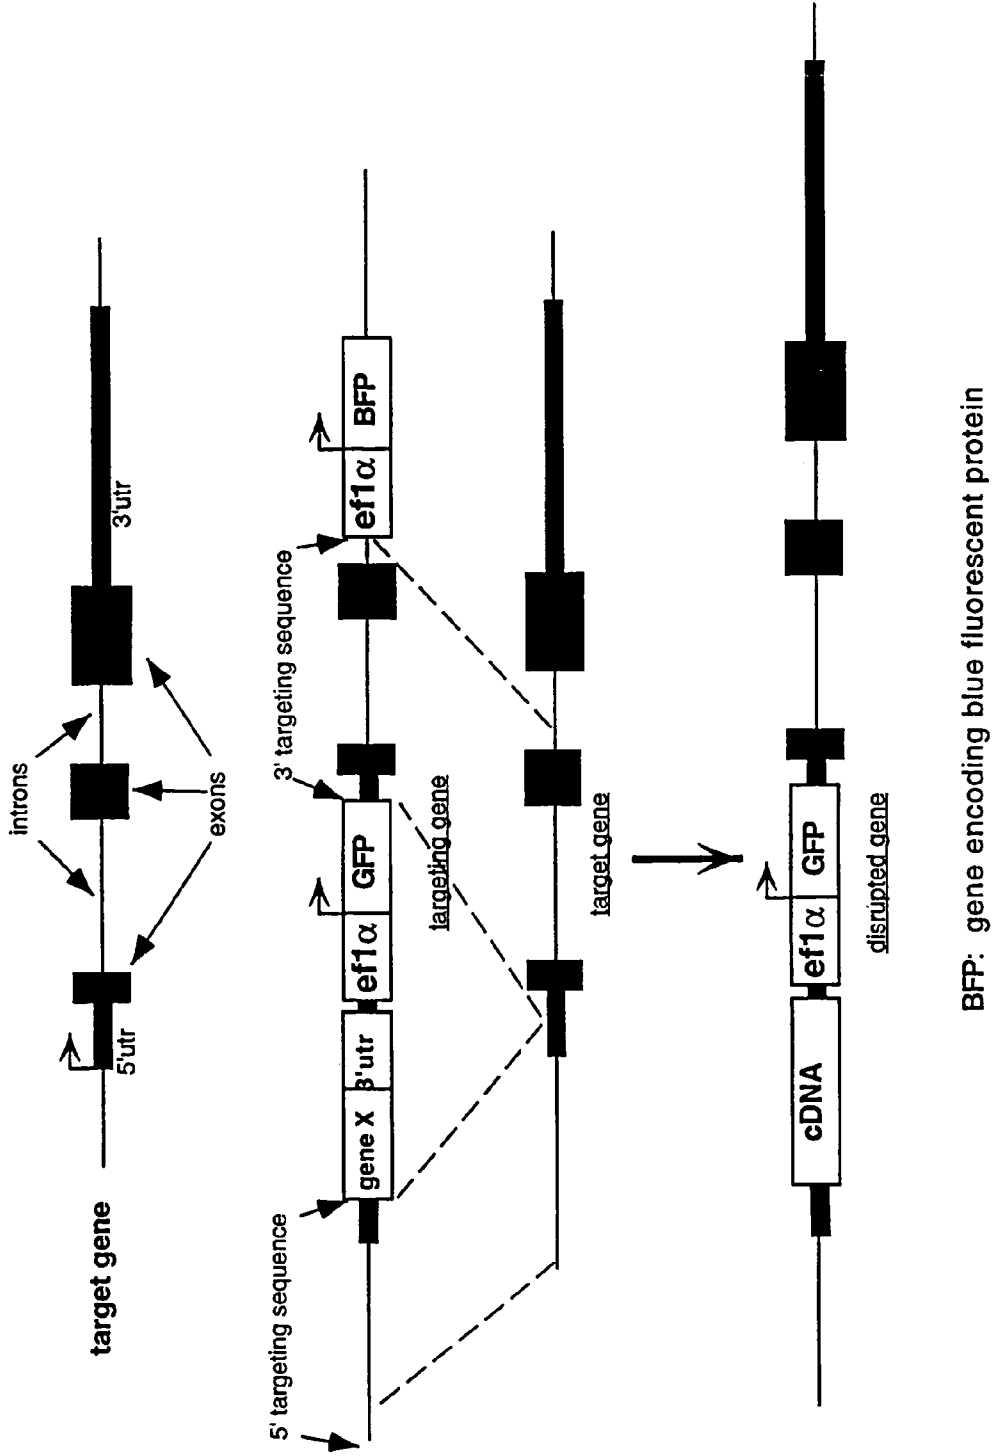 target gene
5'utr
introns
exons
3'utr
5' targeting sequence
3' targeting sequence
gene X
3'utr
ef1α
GFP
ef1α
BFP
targeting gene
target gene
cDNA
ef1α
GFP
disrupted gene
BFP: gene encoding blue fluorescent protein